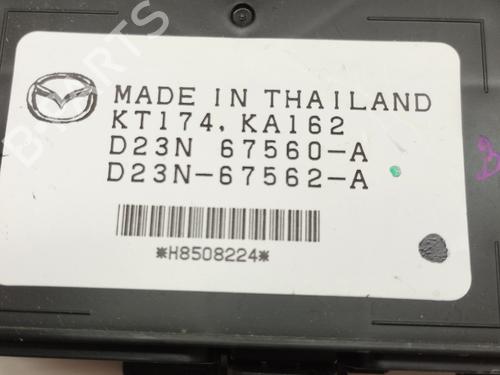 MADE IN THAILAND
KT174, KA162
D23N 67560-A
D23N-67562-A
*H8508224*
B